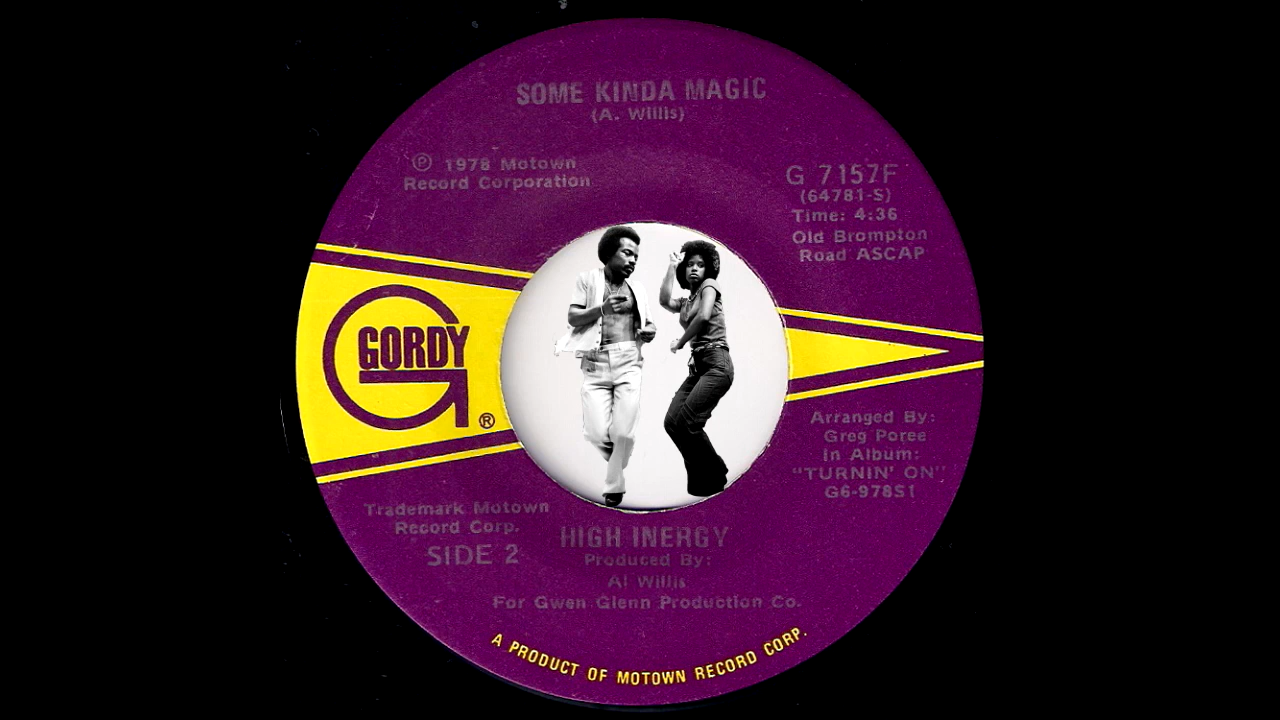 SOME KINDA MAGIC
(A. Willis)
℗ 1978 Motown
Record Corporation
G 7157F
(64781-S)
Time: 4:36
Old Brompton
Road ASCAP
GORDY
®
Arranged By:
Greg Poree
In Album:
"TURNIN' ON"
G6-978S1
Trademark Motown
Record Corp.
SIDE 2
HIGH INERGY
Produced By:
Al Willis
For Gwen Glenn Production Co.
A PRODUCT OF MOTOWN RECORD CORP.